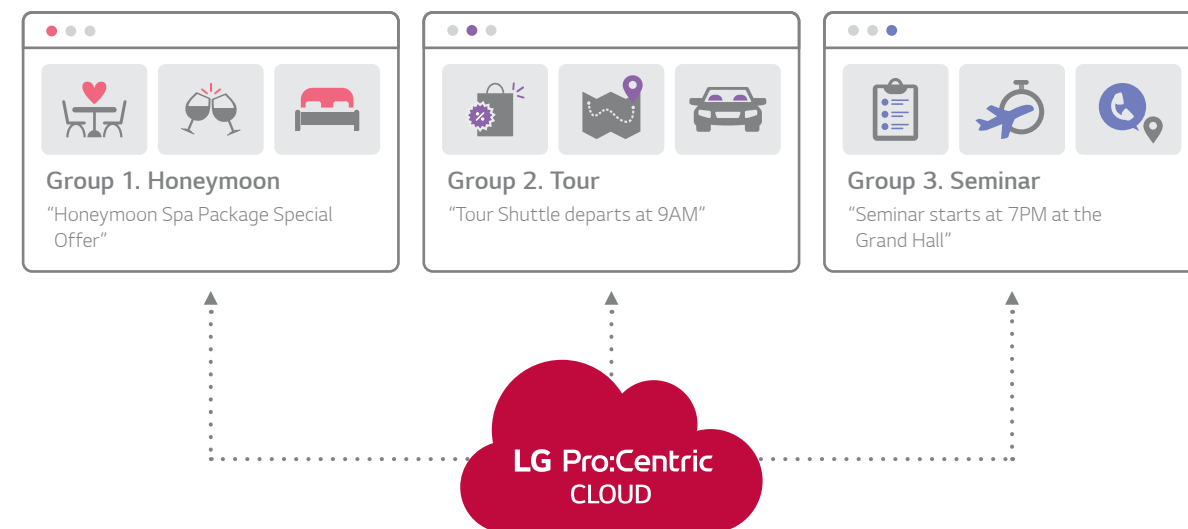 Group 1. Honeymoon
“Honeymoon Spa Package Special
Offer”
Group 2. Tour
“Tour Shuttle departs at 9AM”
Group 3. Seminar
“Seminar starts at 7PM at the
Grand Hall”
%
LG Pro:Centric
CLOUD